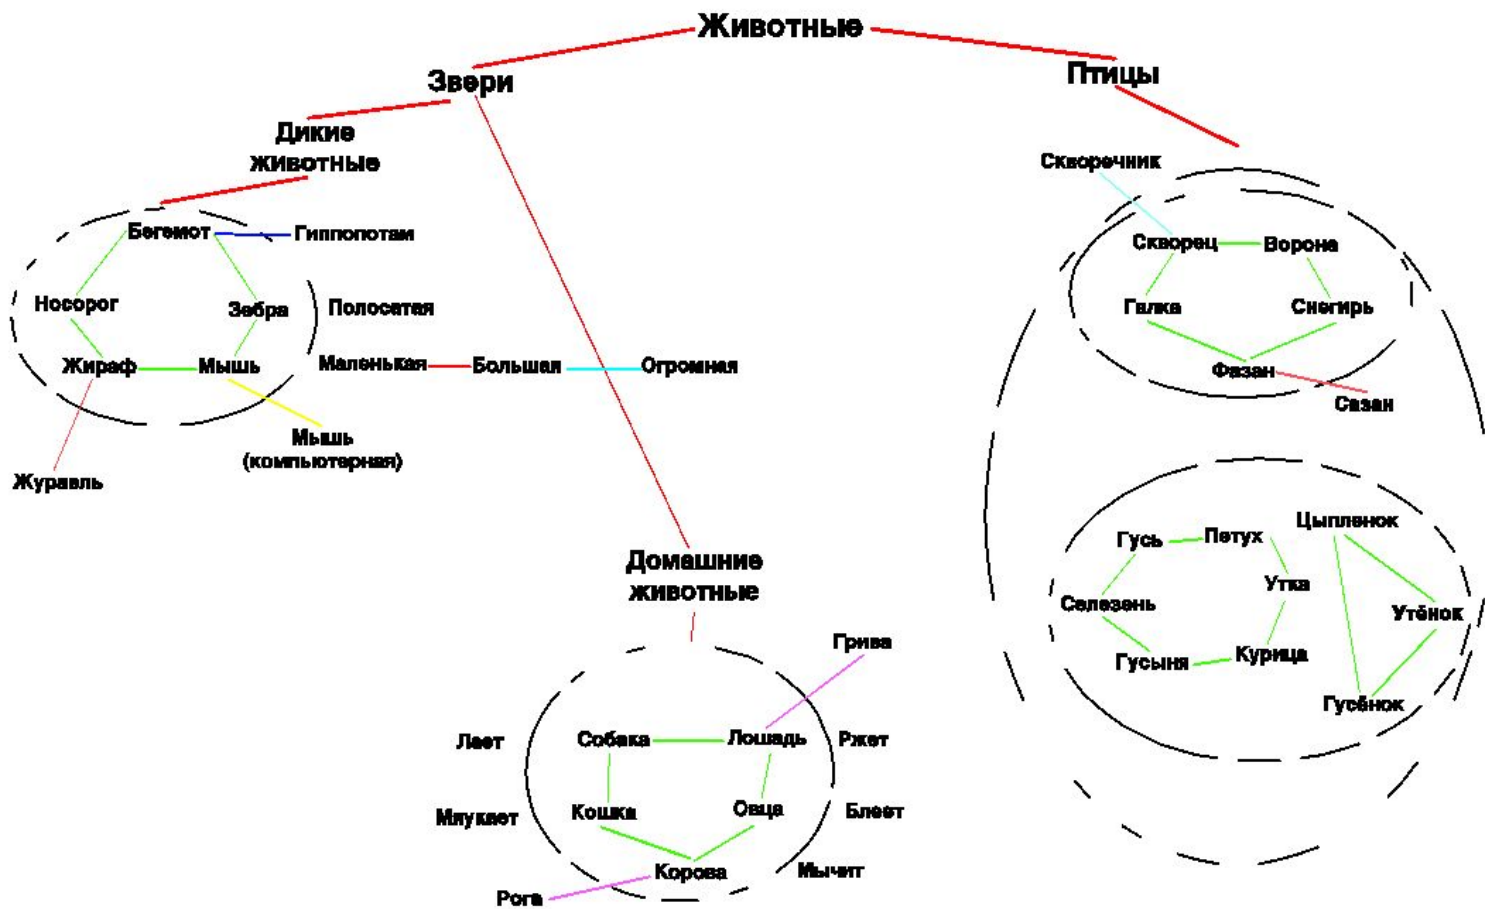 Животные
Звери
Птицы
Дикие
животные
Скворечник
Бегемот
Гиппопотам
Скворец
Ворона
Носорог
Зебра
Полосатая
Галка
Снегирь
Жираф
Мышь
Маленькая
Большая
Огромная
Фазан
Сазан
Мышь
(компьютерная)
Журавль
Цыпленок
Гусь
Петух
Домашние
животные
Утка
Селезень
Утёнок
Грива
Гусыня
Курица
Гусёнок
Лает
Собака
Лошадь
Ржет
Мяукает
Кошка
Овца
Блеет
Корова
Мычит
Рога